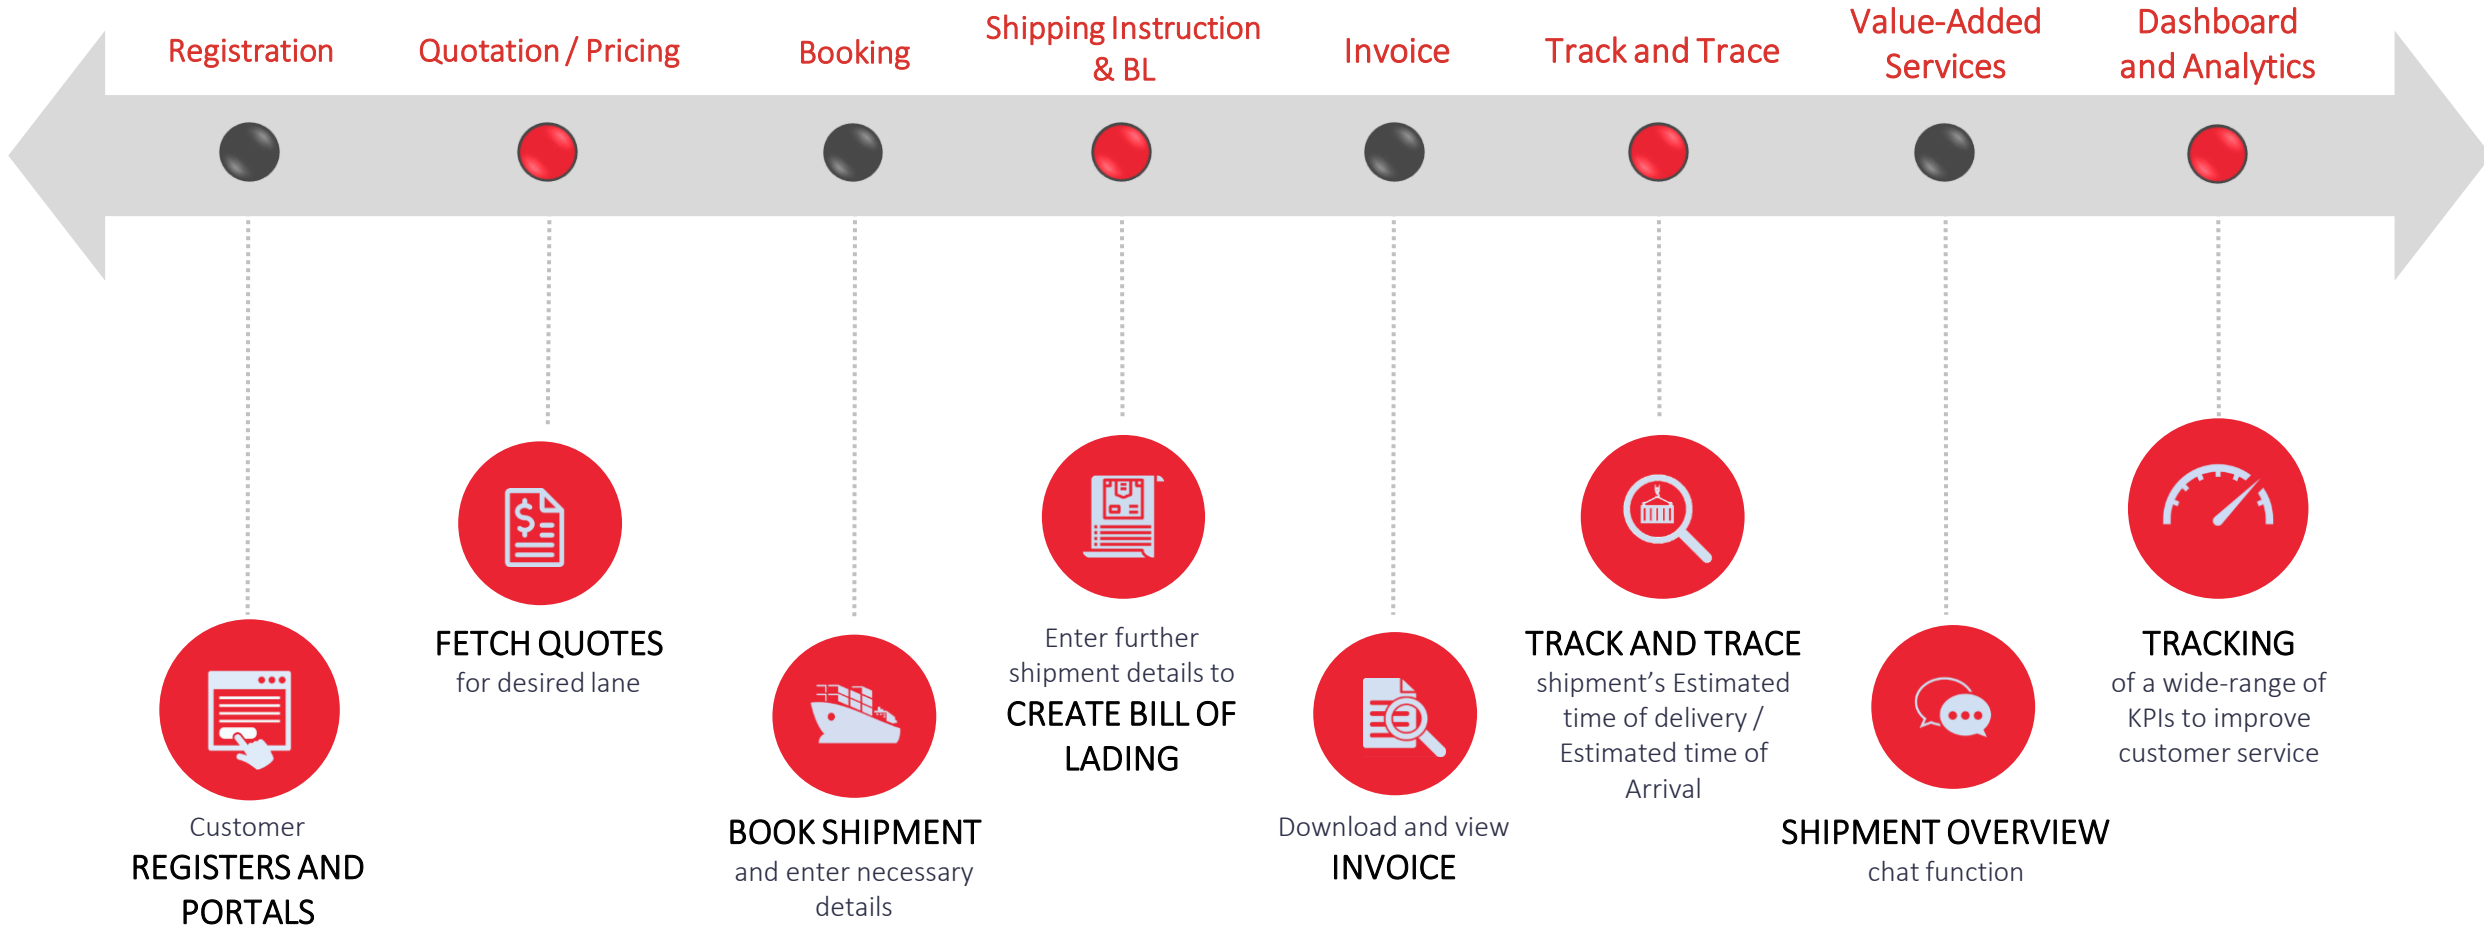 Registration
Quotation / Pricing
Booking
Shipping Instruction
& BL
Invoice
Track and Trace
Value-Added
Services
Dashboard
and Analytics
Customer
REGISTERS AND
PORTALS
FETCH QUOTES
for desired lane
BOOK SHIPMENT
and enter necessary
details
Enter further
shipment details to
CREATE BILL OF
LADING
Download and view
INVOICE
TRACK AND TRACE
shipment’s Estimated
time of delivery /
Estimated time of
Arrival
SHIPMENT OVERVIEW
chat function
TRACKING
of a wide-range of
KPIs to improve
customer service